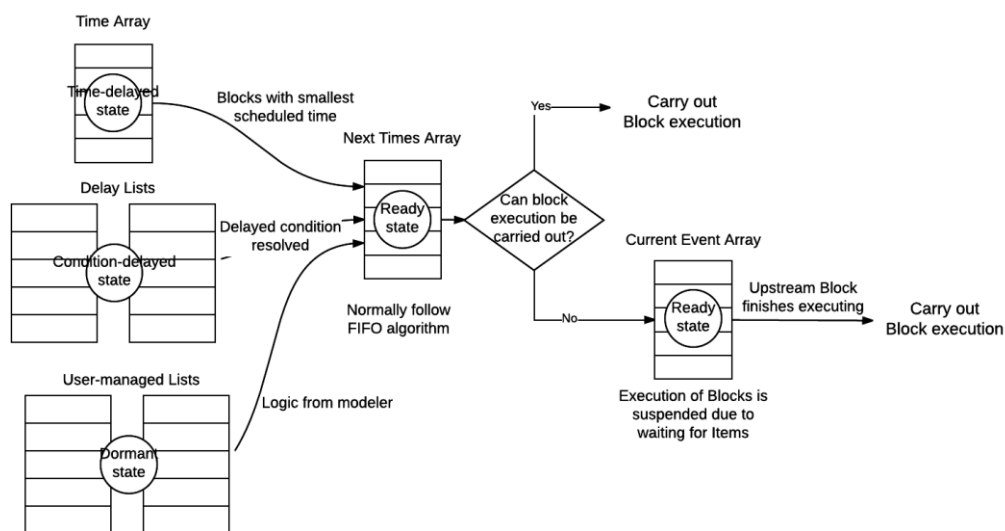 Time Array
Time-delayed
state
Blocks with smallest
scheduled time
Next Times Array
Yes
Carry out
Block execution
Delay Lists
Condition-delayed
state
Delayed condition
resolved
Ready
state
Can block
execution be
carried out?
Normally follow
FIFO algorithm
No
Current Event Array
Ready
state
Upstream Block
finishes executing
Carry out
Block execution
Execution of Blocks is
suspended due to
waiting for Items
User-managed Lists
Dormant
state
Logic from modeler